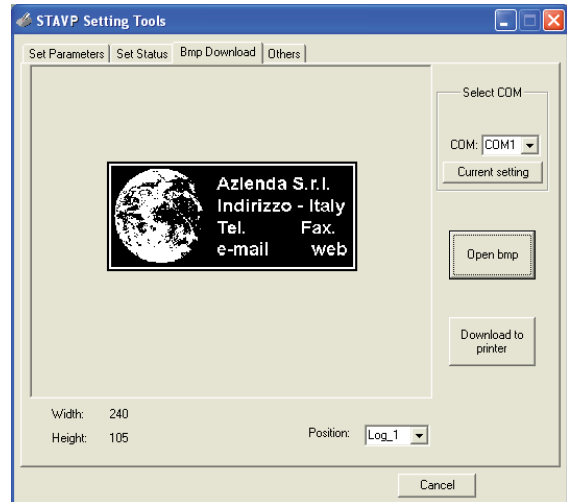 STAVP Setting Tools
Set Parameters Set Status Bmp Download Others
Select COM
COM: COM1
Current setting
Azienda S.r.l.
Indirizzo - Italy
Tel. Fax.
e-mail web
Open bmp
Download to
printer
Width: 240
Height: 105
Position: Log_1
Cancel